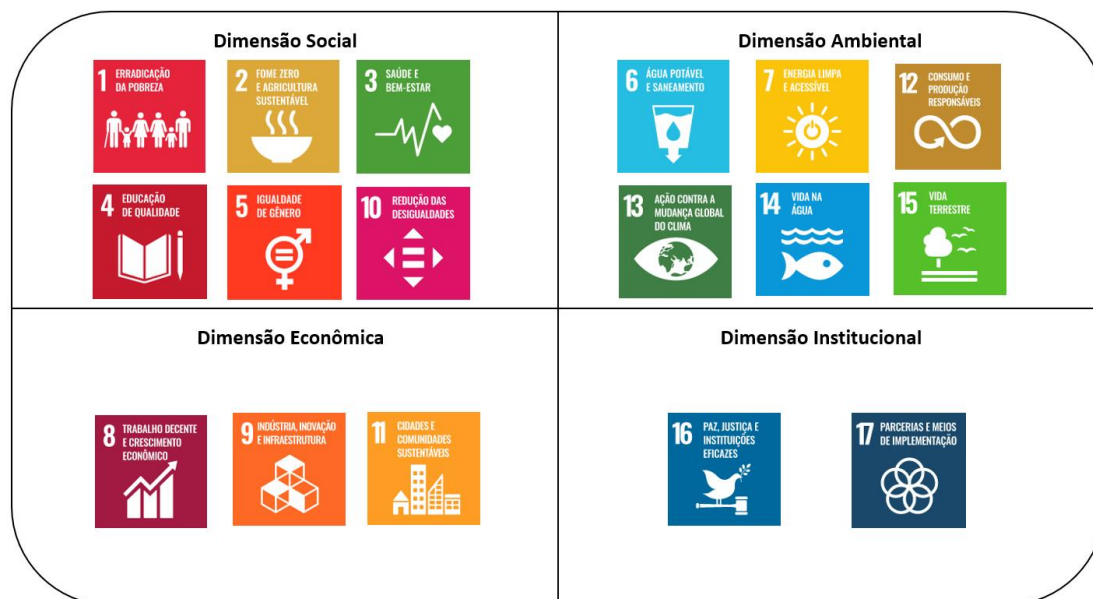 Dimensão Social
1 ERRADICAÇÃO
DA POBREZA
2 FOME ZERO
E AGRICULTURA
SUSTENTÁVEL
3 SAÚDE E
BEM-ESTAR
4 EDUCAÇÃO
DE QUALIDADE
5 IGUALDADE
DE GÊNERO
10 REDUÇÃO DAS
DESIGUALDADES
Dimensão Ambiental
6 ÁGUA POTÁVEL
E SANEAMENTO
7 ENERGIA LIMPA
E ACESSÍVEL
12 CONSUMO E
PRODUÇÃO
RESPONSÁVEIS
13 AÇÃO CONTRA A
MUDANÇA GLOBAL
DO CLIMA
14 VIDA NA
ÁGUA
15 VIDA
TERRESTRE
Dimensão Econômica
8 TRABALHO DECENTE
E CRESCIMENTO
ECONÔMICO
9 INDÚSTRIA, INOVAÇÃO
E INFRAESTRUTURA
11 CIDADES E
COMUNIDADES
SUSTENTÁVEIS
Dimensão Institucional
16 PAZ, JUSTIÇA E
INSTITUIÇÕES
EFICAZES
17 PARCERIAS E MEIOS
DE IMPLEMENTAÇÃO